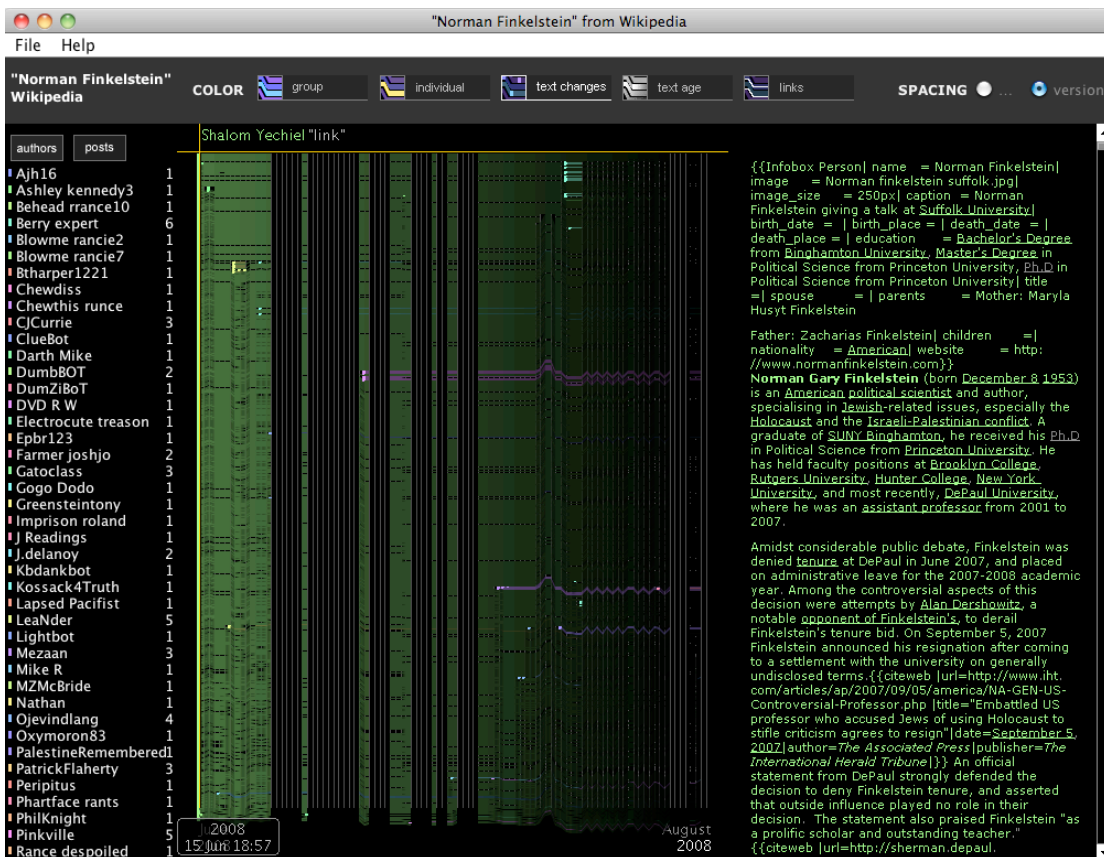 "Norman Finkelstein" from Wikipedia
File Help
"Norman Finkelstein"
Wikipedia
COLOR group individual text changes text age links SPACING ... version
authors posts
Shalom Yechiel "link"
Ajh16 1
Ashley kennedy3 1
Behead rrance10 1
Berry expert 6
Blowme rancie2 1
Blowme rancie7 1
Btharper1221 1
Chewdiss 1
Chewthis runce 1
CJCurrie 3
ClueBot 1
Darth Mike 1
DumbBOT 2
DumZiBoT 1
DVD R W 1
Electrocute treason 1
Epbr123 1
Farmer joshjo 2
Gatoclass 3
Gogo Dodo 1
Greensteintony 1
Imprison roland 1
J Readings 1
J.delanoy 2
Kbdankbot 1
Kossack4Truth 1
Lapsed Pacifist 1
LeaNder 5
Lightbot 1
Mezaan 3
Mike R 1
MZMcBride 1
Nathan 1
Ojevindlang 4
Oxymoron83 1
PalestineRemembered 1
PatrickFlaherty 3
Peripitus 1
Phartface rants 1
PhilKnight 1
Pinkville 5
Rance despoiled 1
2008
15 Jun 18:57
August
2008
{{Infobox Person| name = Norman Finkelstein|
image = Norman finkelstein suffolk.jpg|
image_size = 250px| caption = Norman
Finkelstein giving a talk at Suffolk University|
birth_date = | birth_place = | death_date = |
death_place = | education = Bachelor's Degree
from Binghamton University, Master's Degree in
Political Science from Princeton University, Ph.D in
Political Science from Princeton University| title
=| spouse = | parents = Mother: Maryla
Husyt Finkelstein
Father: Zacharias Finkelstein| children =|
nationality = American| website = http:
//www.normanfinkelstein.com}}
Norman Gary Finkelstein (born December 8 1953)
is an American political scientist and author,
specialising in Jewish-related issues, especially the
Holocaust and the Israeli-Palestinian conflict. A
graduate of SUNY Binghamton, he received his Ph.D
in Political Science from Princeton University. He
has held faculty positions at Brooklyn College,
Rutgers University, Hunter College, New York
University, and most recently, DePaul University,
where he was an assistant professor from 2001 to
2007.
Amidst considerable public debate, Finkelstein was
denied tenure at DePaul in June 2007, and placed
on administrative leave for the 2007-2008 academic
year. Among the controversial aspects of this
decision were attempts by Alan Dershowitz, a
notable opponent of Finkelstein's, to derail
Finkelstein's tenure bid. On September 5, 2007
Finkelstein announced his resignation after coming
to a settlement with the university on generally
undisclosed terms.{{citeweb |url=http://www.iht.
com/articles/ap/2007/09/05/america/NA-GEN-US-
Controversial-Professor.php |title="Embattled US
professor who accused Jews of using Holocaust to
stifle criticism agrees to resign"|date=September 5,
2007|author=The Associated Press|publisher=The
International Herald Tribune|}} An official
statement from DePaul strongly defended the
decision to deny Finkelstein tenure, and asserted
that outside influence played no role in their
decision. The statement also praised Finkelstein "as
a prolific scholar and outstanding teacher."
{{citeweb |url=http://sherman.depaul.